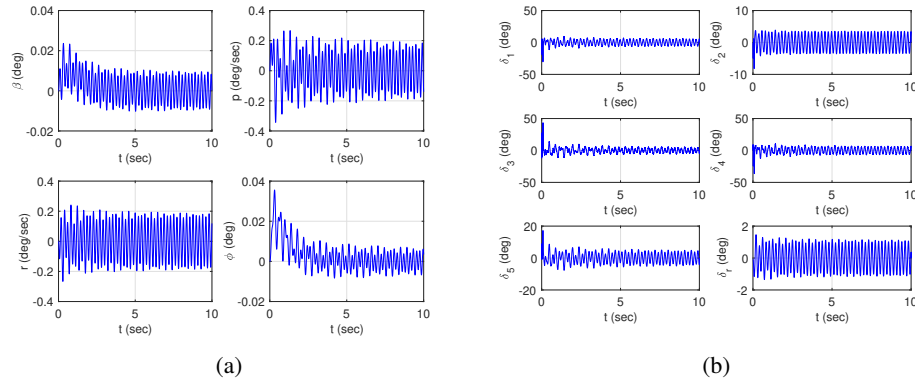 0.04
0.02
0
-0.02
β (deg)
0 5 10
t (sec)
0.4
0.2
0
-0.2
-0.4
p (deg/sec)
0 5 10
t (sec)
0.4
0.2
0
-0.2
-0.4
r (deg/sec)
0 5 10
t (sec)
0.04
0.02
0
-0.02
ϕ (deg)
0 5 10
t (sec)
(a)
50
0
-50
δ1 (deg)
0 5 10
t (sec)
10
0
-10
δ2 (deg)
0 5 10
t (sec)
50
0
-50
δ3 (deg)
0 5 10
t (sec)
50
0
-50
δ4 (deg)
0 5 10
t (sec)
20
0
-20
δ5 (deg)
0 5 10
t (sec)
2
0
-2
δr (deg)
0 5 10
t (sec)
(b)